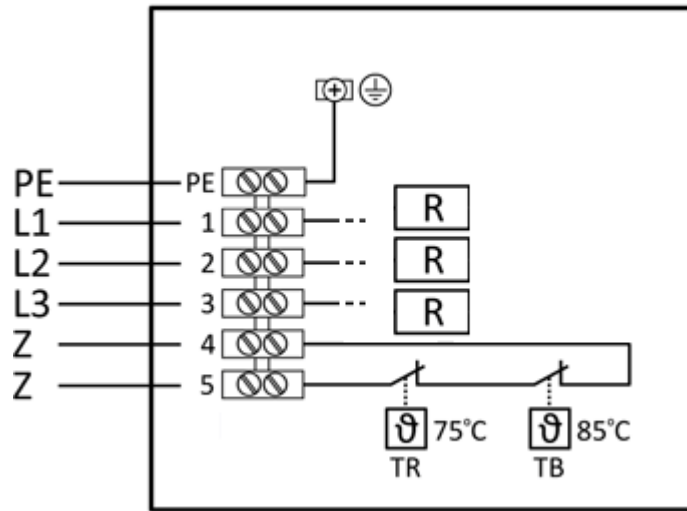 PE PE
L1 1 R
L2 2 R
L3 3 R
Z 4
Z 5
ϑ 75°C ϑ 85°C
TR TB